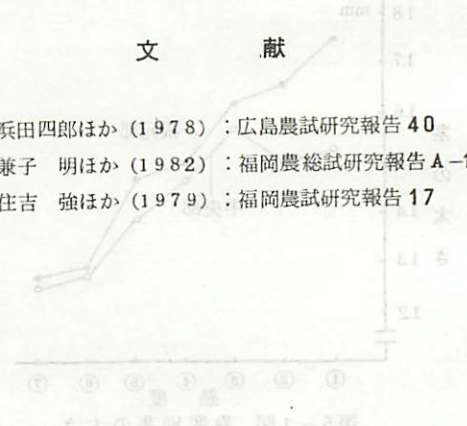 文 献
浜田四郎ほか (1978) : 広島農試研究報告 40
兼子 明ほか (1982) : 福岡農総試研究報告 A-1
住吉 強ほか (1979) : 福岡農試研究報告 17